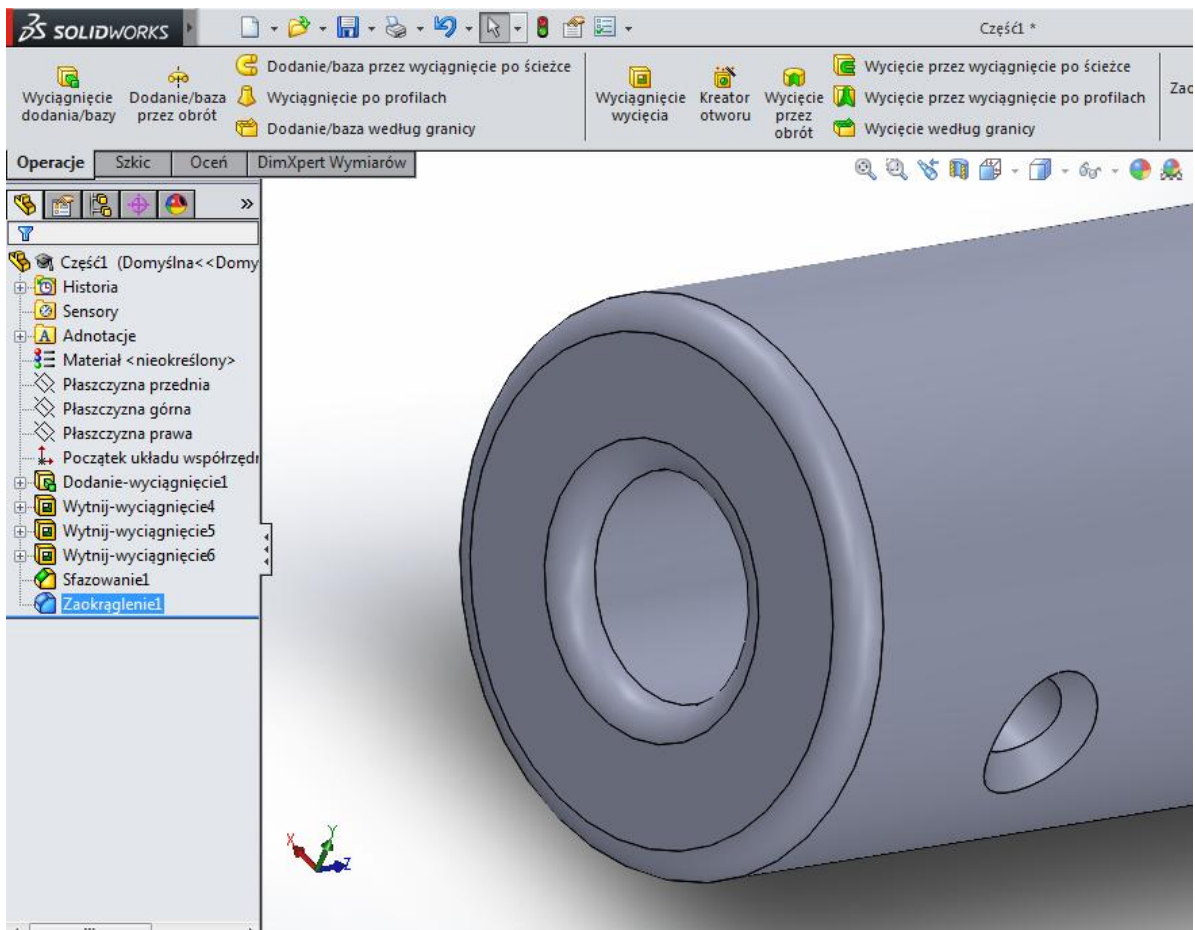 SOLIDWORKS
Część1 *
Wyciągnięcie dodania/bazy
Dodanie/baza przez obrót
Dodanie/baza przez wyciągnięcie po ścieżce
Wyciągnięcie po profilach
Dodanie/baza według granicy
Wyciągnięcie wycięcia
Kreator otworu
Wycięcie przez obrót
Wycięcie przez wyciągnięcie po ścieżce
Wycięcie przez wyciągnięcie po profilach
Wycięcie według granicy
Zac
Operacje
Szkic
Oceń
DimXpert Wymiarów
»
Część1 (Domyślna<<Domy
Historia
Sensory
A Adnotacje
Materiał <nieokreślony>
Płaszczyzna przednia
Płaszczyzna górna
Płaszczyzna prawa
Początek układu współrzędn
Dodanie-wyciągnięcie1
Wytnij-wyciągnięcie4
Wytnij-wyciągnięcie5
Wytnij-wyciągnięcie6
Sfazowanie1
Zaokrąglenie1
X
Y
Z